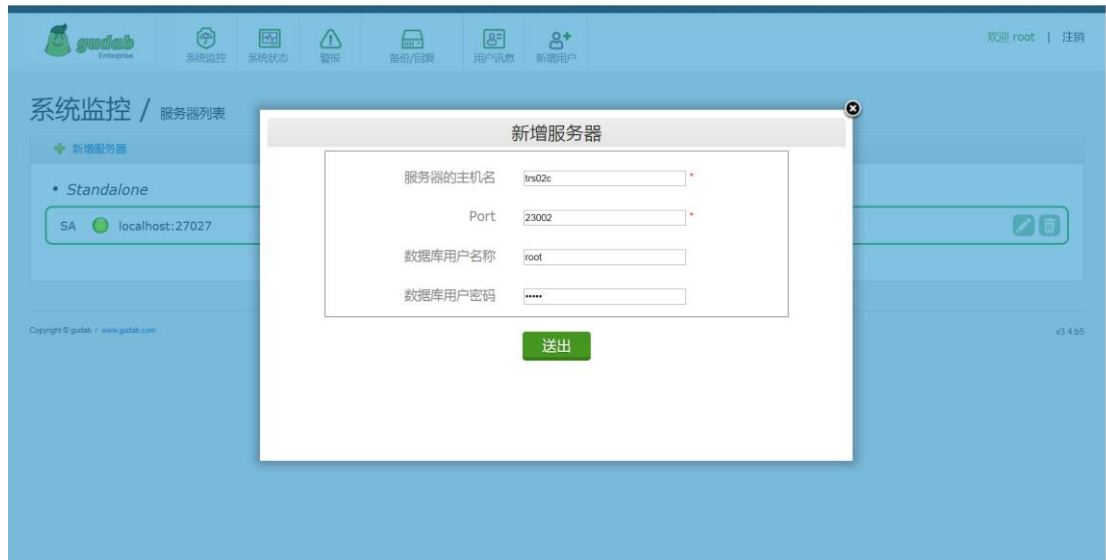 gudab
Enterprise
系统监控
系统状态
警报
备份/回复
用户讯息
新增用户
欢迎 root | 注销
系统监控 / 服务器列表
新增服务器
• Standalone
SA localhost:27027
新增服务器
服务器的主机名 trs02c *
Port 23002 *
数据库用户名称 root
数据库用户密码 •••••
送出
Copyright © gudab / www.gudab.com
v3.4.b5